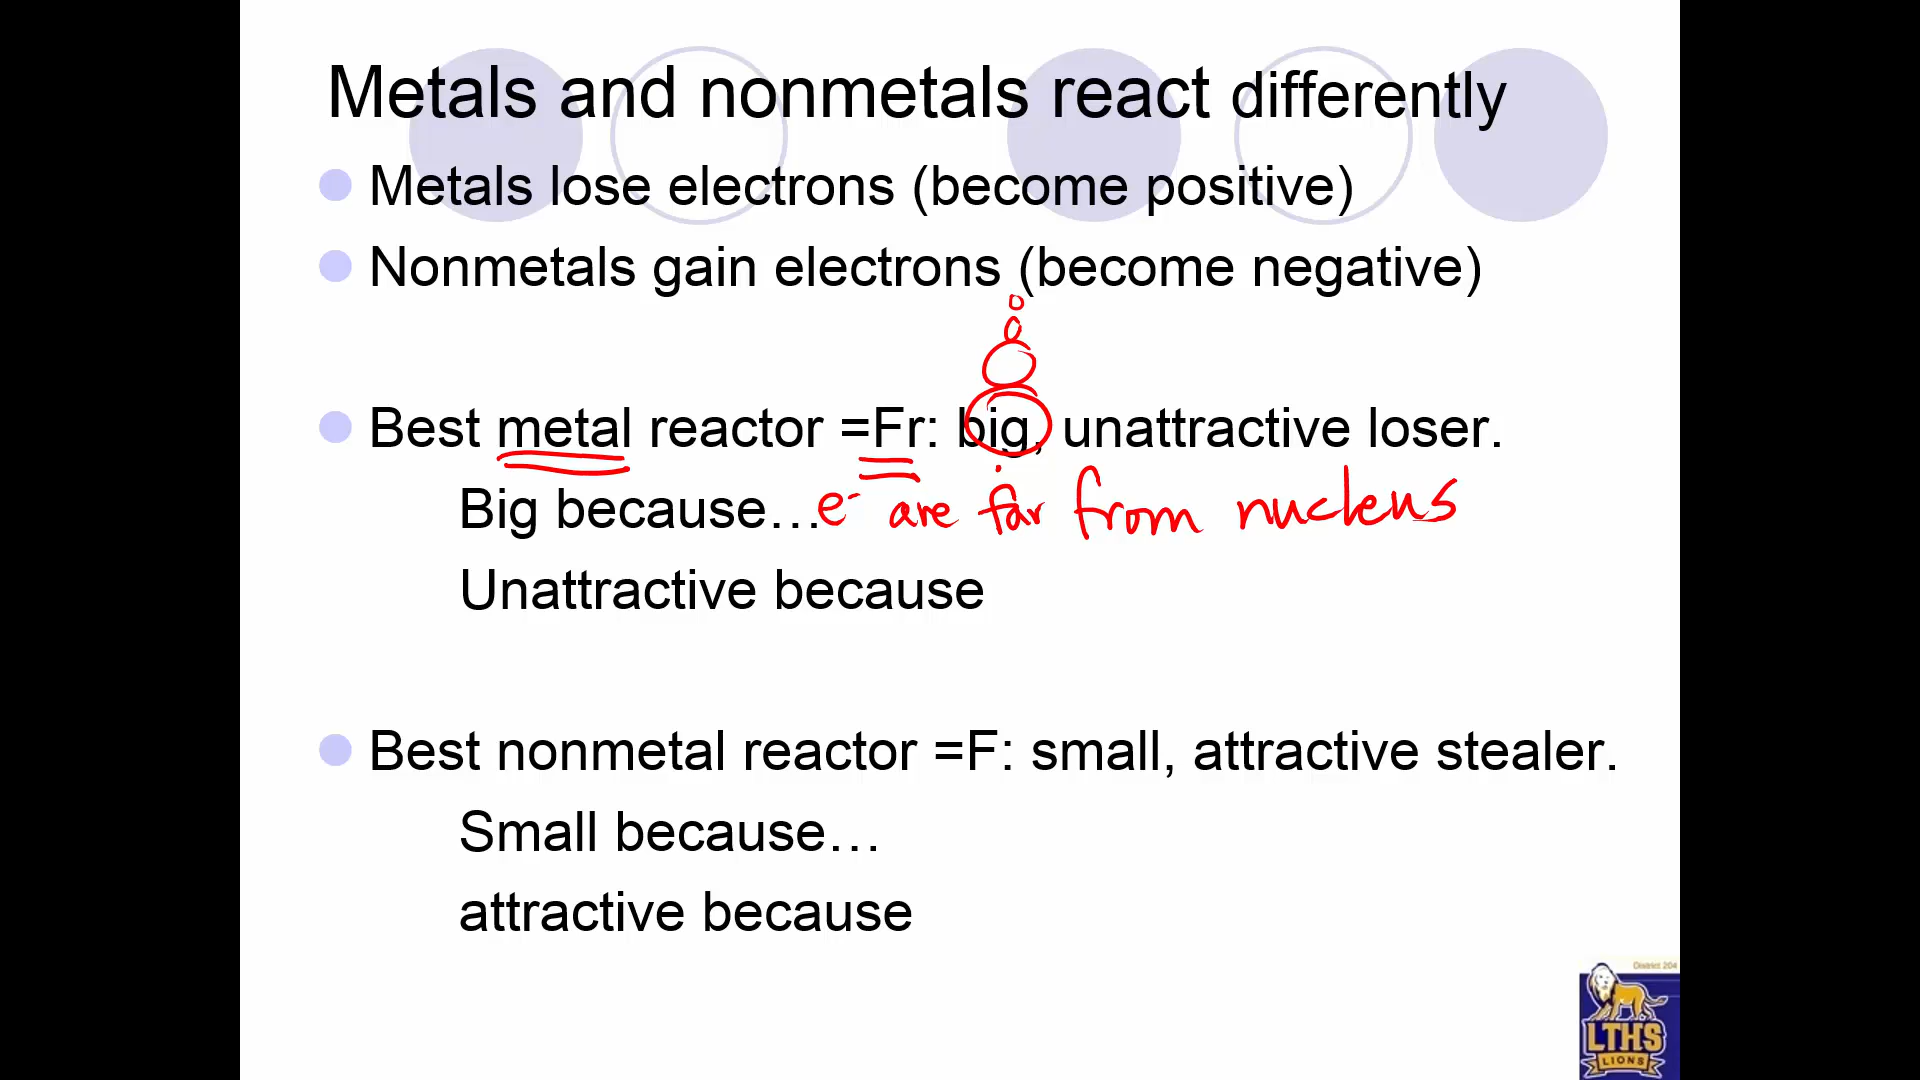 Metals and nonmetals react differently
Metals lose electrons (become positive)
Nonmetals gain electrons (become negative)
Best metal reactor =Fr: big, unattractive loser.
Big because…e⁻ are far from nucleus
Unattractive because
Best nonmetal reactor =F: small, attractive stealer.
Small because…
attractive because
District 204
LTHS
LIONS